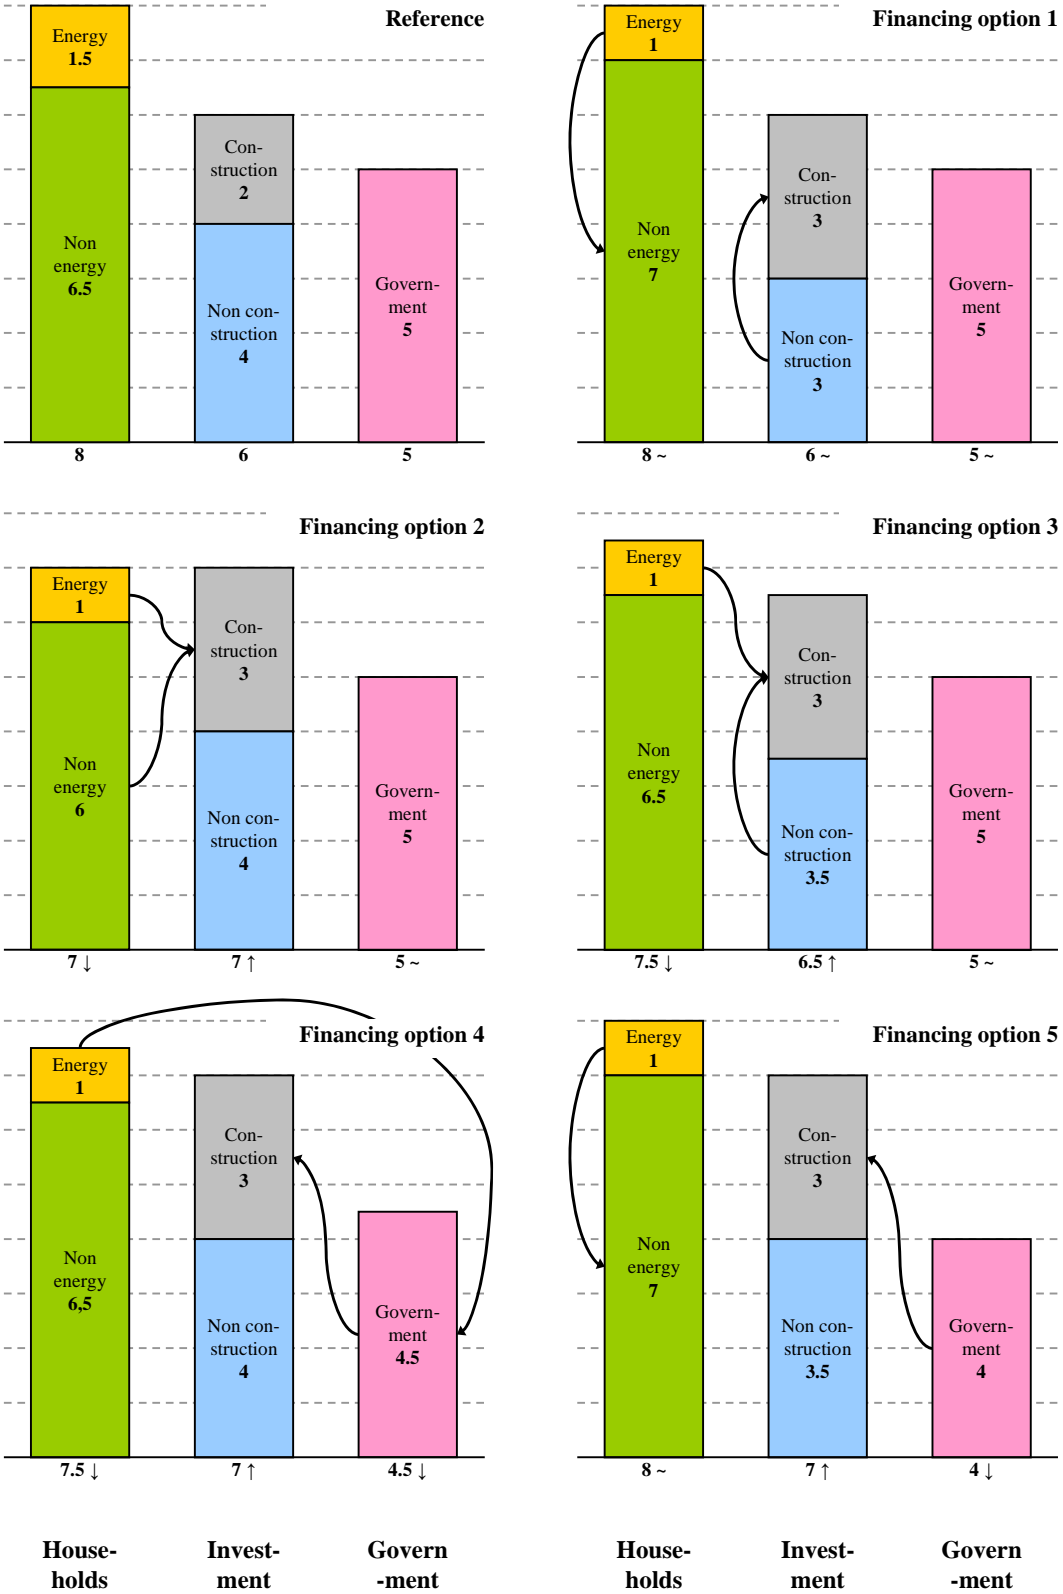 Reference
Energy
1.5
Non
energy
6.5
Con-
struction
2
Non con-
struction
4
Govern-
ment
5
8
6
5
Financing option 1
Energy
1
Non
energy
7
Con-
struction
3
Non con-
struction
3
Govern-
ment
5
8 ~
6 ~
5 ~
Financing option 2
Energy
1
Non
energy
6
Con-
struction
3
Non con-
struction
4
Govern-
ment
5
7 ↓
7 ↑
5 ~
Financing option 3
Energy
1
Non
energy
6.5
Con-
struction
3
Non con-
struction
3.5
Govern-
ment
5
7.5 ↓
6.5 ↑
5 ~
Financing option 4
Energy
1
Non
energy
6,5
Con-
struction
3
Non con-
struction
4
Govern-
ment
4.5
7.5 ↓
7 ↑
4.5 ↓
Financing option 5
Energy
1
Non
energy
7
Con-
struction
3
Non con-
struction
3.5
Govern-
ment
4
8 ~
7 ↑
4 ↓
House-
holds
Invest-
ment
Govern
-ment
House-
holds
Invest-
ment
Govern
-ment